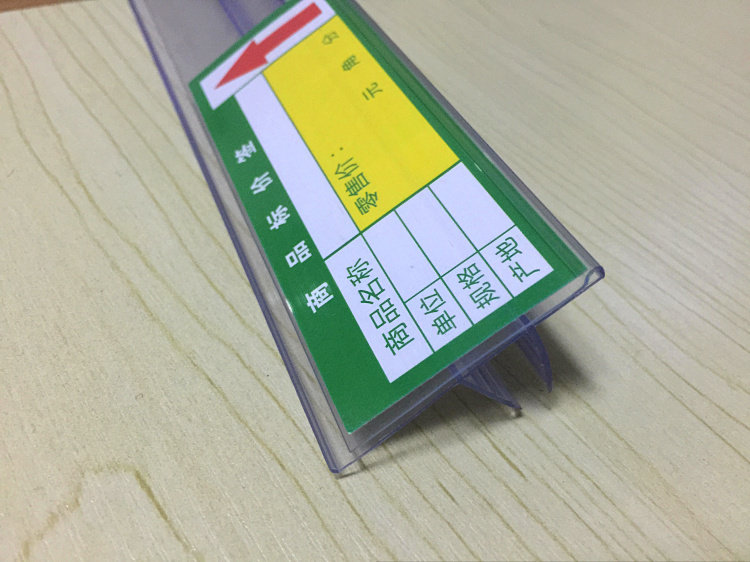 商品标价签
商品名称
单位
规格
产地
零售价:
元 角 分